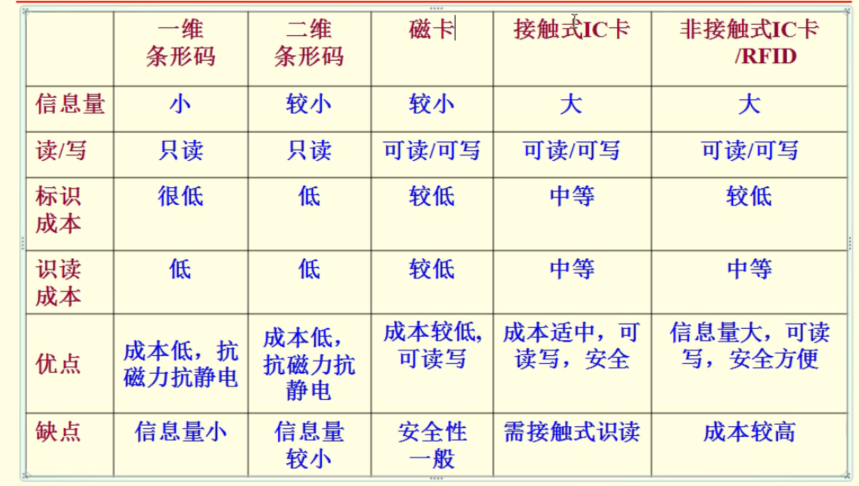 一维 二维 磁卡 接触式IC卡 非接触式IC卡
条形码 条形码 /RFID
信息量 小 较小 较小 大 大
读/写 只读 只读 可读/可写 可读/可写 可读/可写
标识 很低 低 较低 中等 较低
成本
识读 低 低 较低 中等 中等
成本
优点 成本低，抗 成本低， 成本较低, 成本适中，可 信息量大，可读
磁力抗静电 抗磁力抗 可读写 读写，安全 写，安全方便
静电
缺点 信息量小 信息量 安全性 需接触式识读 成本较高
较小 一般